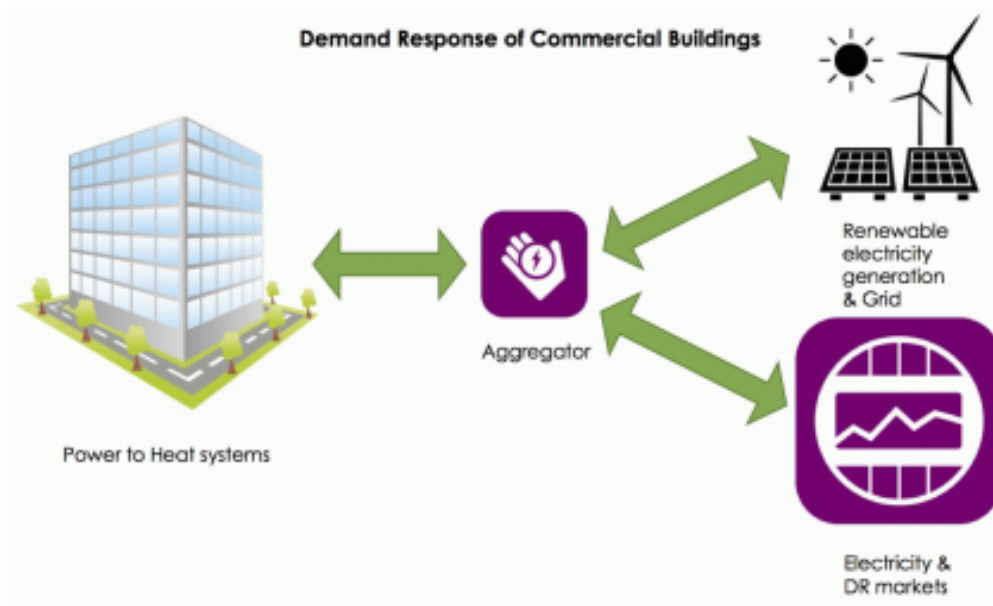 Demand Response of Commercial Buildings
Renewable
electricity
generation
& Grid
Aggregator
Power to Heat systems
Electricity &
DR markets